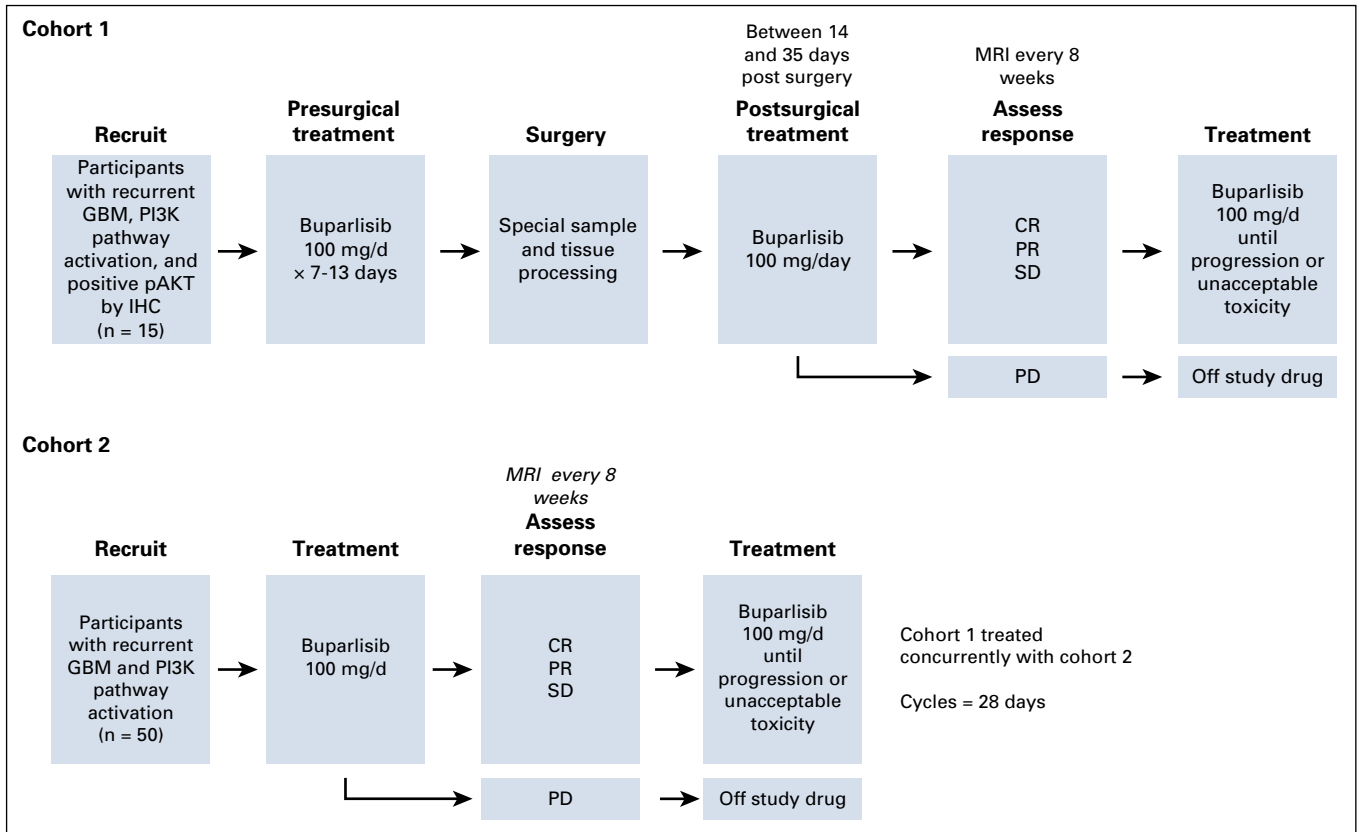 Cohort 1
Recruit
Participants
with recurrent
GBM, PI3K
pathway
activation, and
positive pAKT
by IHC
(n = 15)
Presurgical
treatment
Buparlisib
100 mg/d
× 7-13 days
Surgery
Special sample
and tissue
processing
Between 14
and 35 days
post surgery
Postsurgical
treatment
Buparlisib
100 mg/day
MRI every 8
weeks
Assess
response
CR
PR
SD
PD
Treatment
Buparlisib
100 mg/d
until
progression or
unacceptable
toxicity
Off study drug
Cohort 2
Recruit
Participants
with recurrent
GBM and PI3K
pathway
activation
(n = 50)
Treatment
Buparlisib
100 mg/d
MRI every 8
weeks
Assess
response
CR
PR
SD
PD
Treatment
Buparlisib
100 mg/d
until
progression or
unacceptable
toxicity
Off study drug
Cohort 1 treated
concurrently with cohort 2
Cycles = 28 days